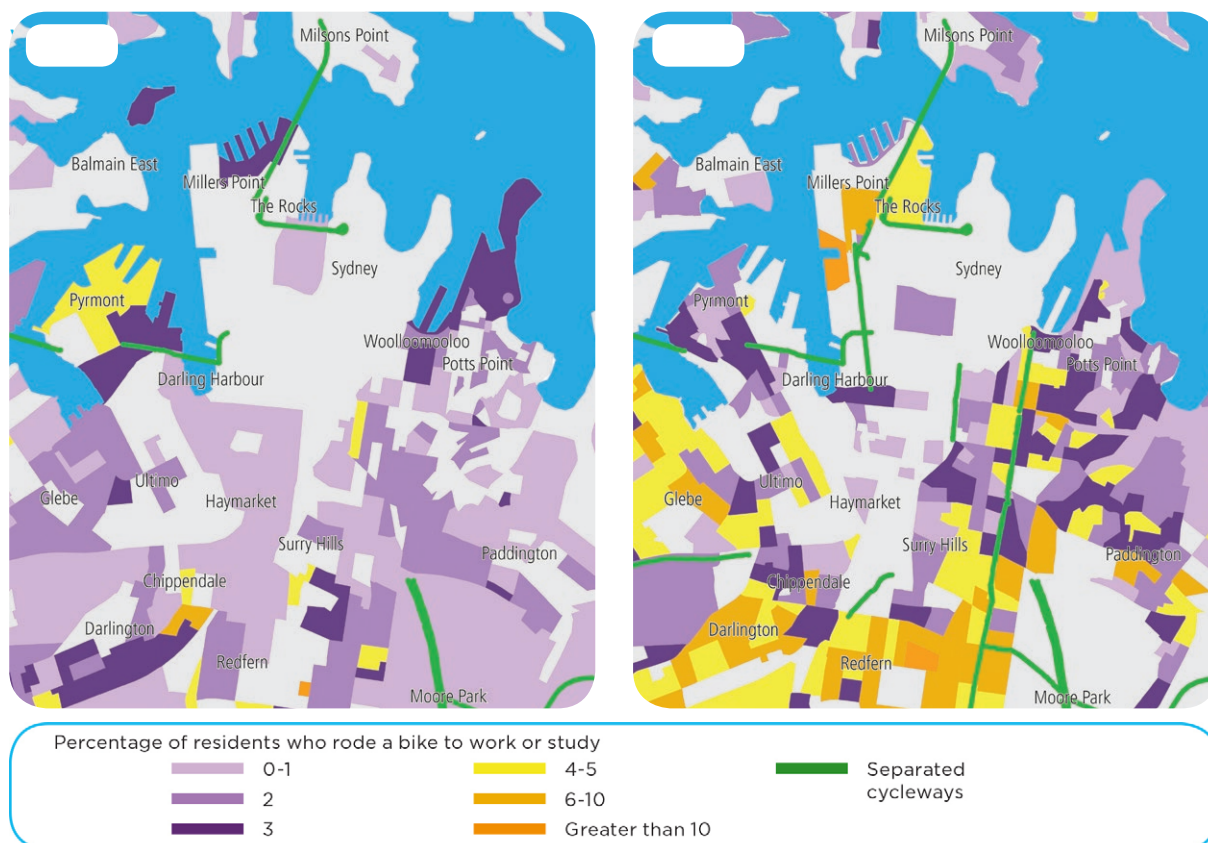 Milsons Point
Balmain East
Millers Point
The Rocks
Sydney
Pyrmont
Woolloomooloo
Potts Point
Darling Harbour
Glebe
Ultimo
Haymarket
Surry Hills
Paddington
Chippendale
Darlington
Redfern
Moore Park
Milsons Point
Balmain East
Millers Point
The Rocks
Sydney
Pyrmont
Woolloomooloo
Potts Point
Darling Harbour
Glebe
Ultimo
Haymarket
Surry Hills
Paddington
Chippendale
Darlington
Redfern
Moore Park
Percentage of residents who rode a bike to work or study
0-1
2
3
4-5
6-10
Greater than 10
Separated
cycleways